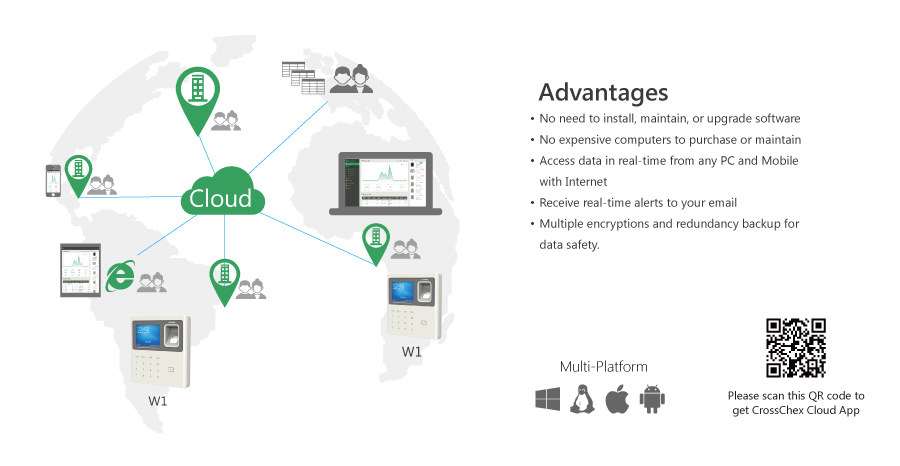 Cloud
W1
W1
Advantages
• No need to install, maintain, or upgrade software
• No expensive computers to purchase or maintain
• Access data in real-time from any PC and Mobile
with Internet
• Receive real-time alerts to your email
• Multiple encryptions and redundancy backup for
data safety.
Multi-Platform
Please scan this QR code to
get CrossChex Cloud App